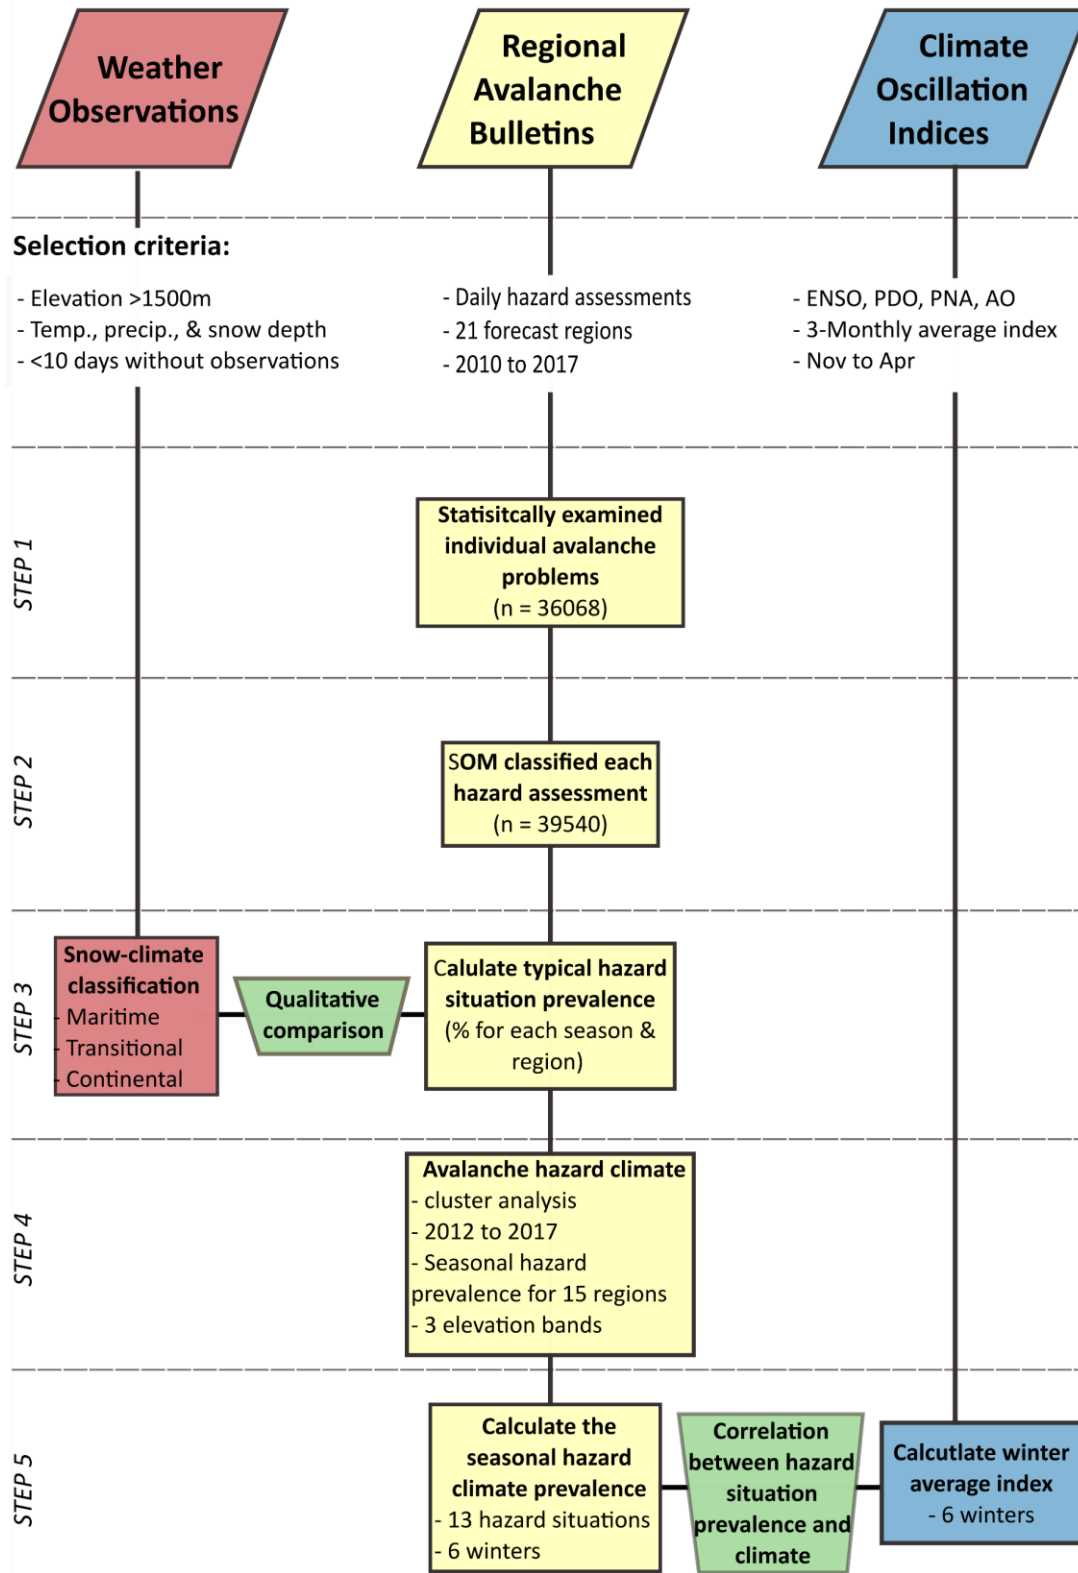 Weather
Observations
Regional
Avalanche
Bulletins
Climate
Oscillation
Indices
Selection criteria:
- Elevation >1500m
- Temp., precip., & snow depth
- <10 days without observations
- Daily hazard assessments
- 21 forecast regions
- 2010 to 2017
- ENSO, PDO, PNA, AO
- 3-Monthly average index
- Nov to Apr
STEP 1
Statisitcally examined
individual avalanche
problems
(n = 36068)
STEP 2
SOM classified each
hazard assessment
(n = 39540)
STEP 3
Snow-climate
classification
- Maritime
- Transitional
- Continental
Qualitative
comparison
Calulate typical hazard
situation prevalence
(% for each season &
region)
STEP 4
Avalanche hazard climate
- cluster analysis
- 2012 to 2017
- Seasonal hazard
prevalence for 15 regions
- 3 elevation bands
STEP 5
Calculate the
seasonal hazard
climate prevalence
- 13 hazard situations
- 6 winters
Correlation
between hazard
situation
prevalence and
climate
Calcutlate winter
average index
- 6 winters